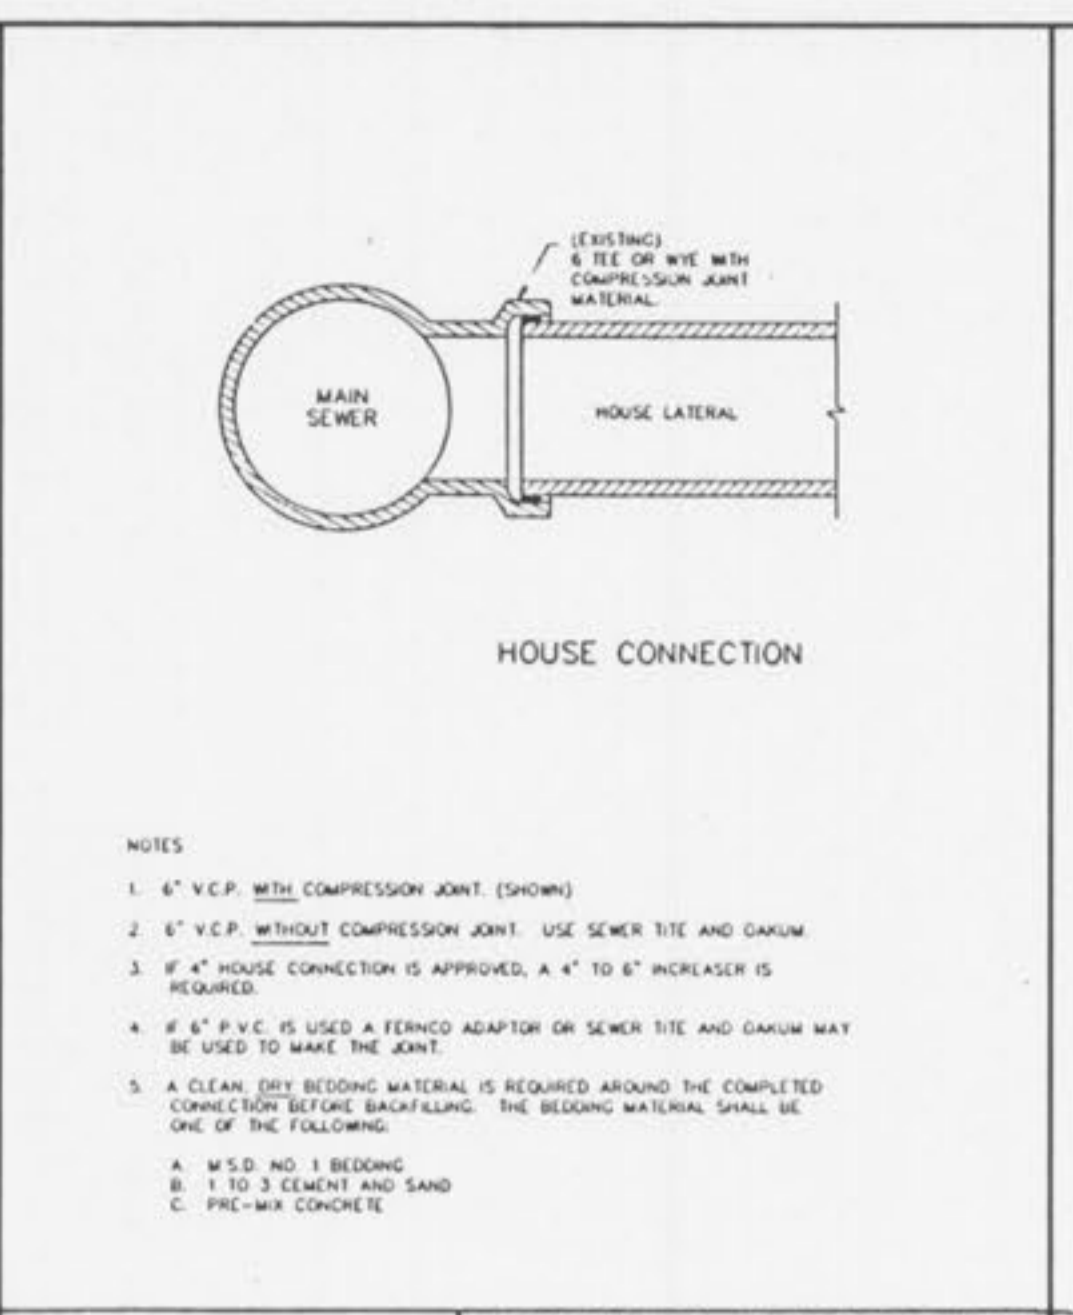 (EXISTING)
6 TEE OR WYE WITH
COMPRESSION JOINT
MATERIAL.
MAIN
SEWER
HOUSE LATERAL
HOUSE CONNECTION
NOTES
1. 6" V.C.P. WITH COMPRESSION JOINT. (SHOWN)
2. 6" V.C.P. WITHOUT COMPRESSION JOINT. USE SEWER TITE AND OAKUM.
3. IF 4" HOUSE CONNECTION IS APPROVED, A 4" TO 6" INCREASER IS
REQUIRED.
4. IF 6" P.V.C. IS USED A FERNCO ADAPTOR OR SEWER TITE AND OAKUM MAY
BE USED TO MAKE THE JOINT.
5. A CLEAN, DRY BEDDING MATERIAL IS REQUIRED AROUND THE COMPLETED
CONNECTION BEFORE BACKFILLING. THE BEDDING MATERIAL SHALL BE
ONE OF THE FOLLOWING:
A. M.S.D. NO. 1 BEDDING
B. 1 TO 3 CEMENT AND SAND
C. PRE-MIX CONCRETE